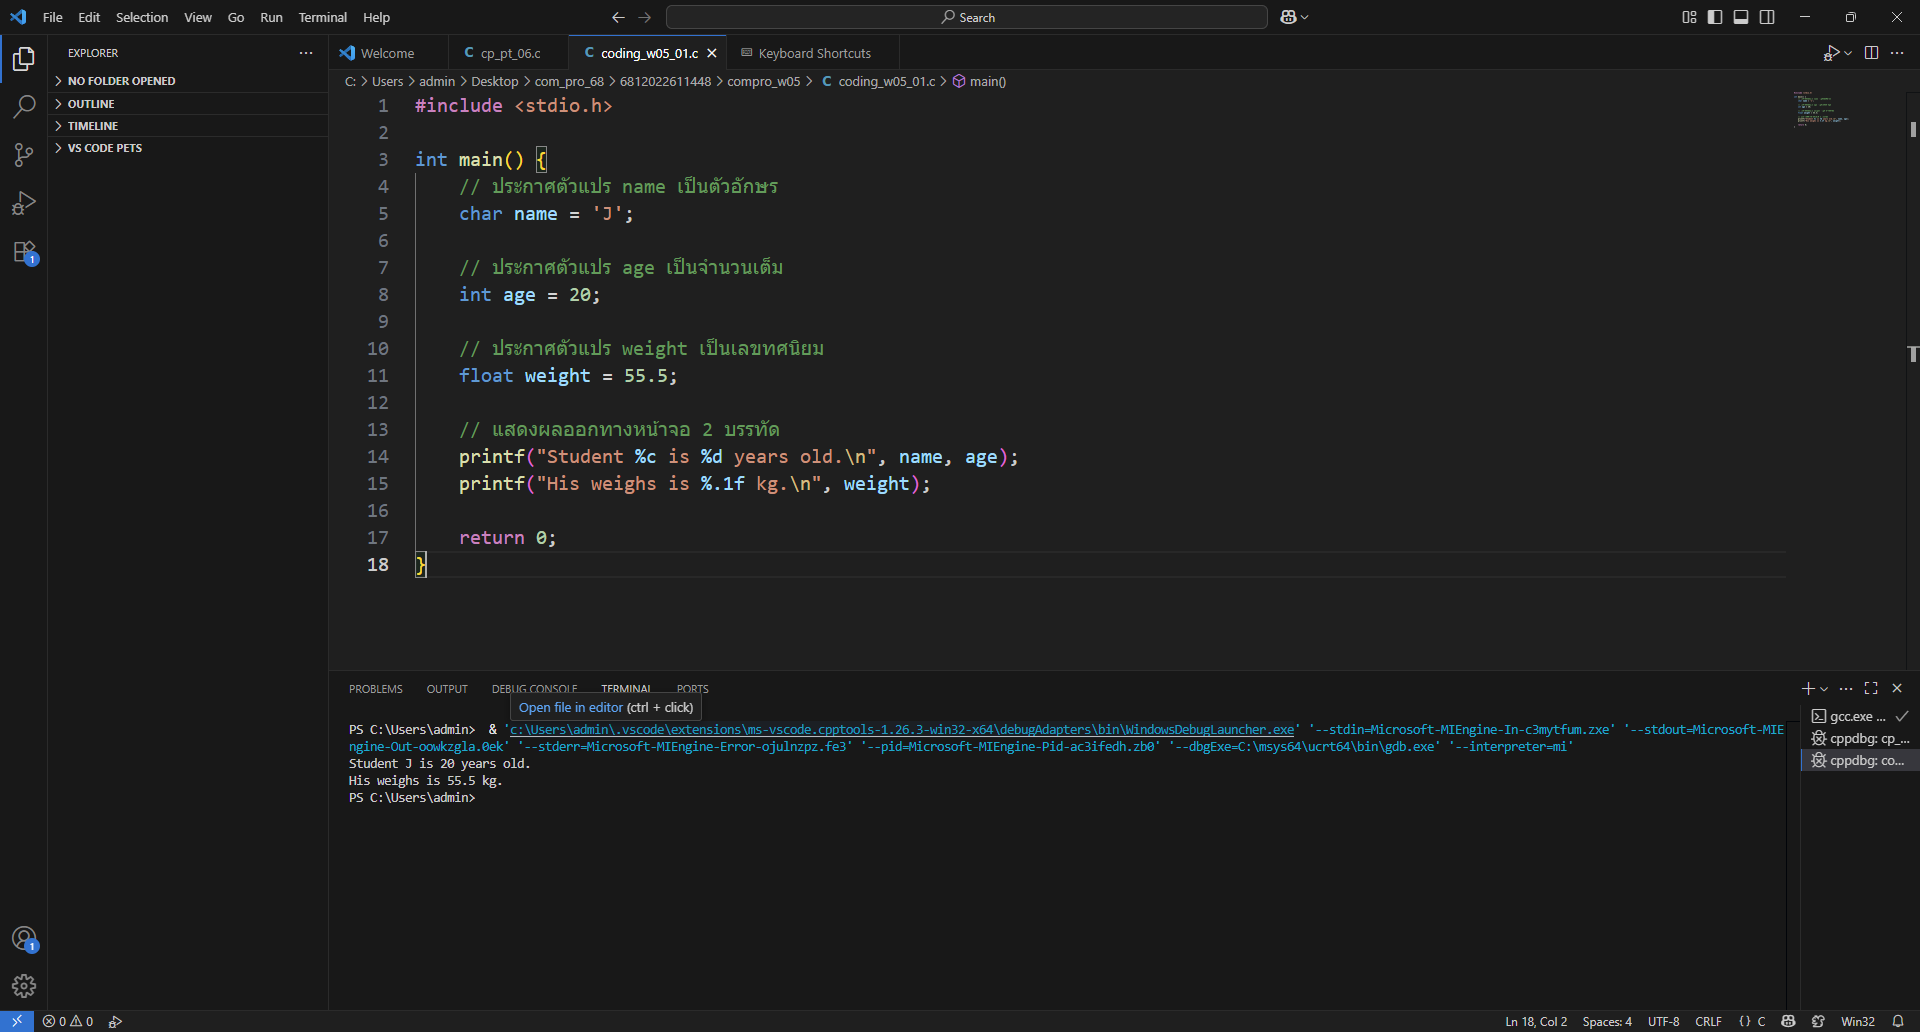 File Edit Selection View Go Run Terminal Help
Search
EXPLORER
NO FOLDER OPENED
OUTLINE
TIMELINE
VS CODE PETS
Welcome
C cp_pt_06.c
C coding_w05_01.c
Keyboard Shortcuts
C: > Users > admin > Desktop > com_pro_68 > 6812022611448 > compro_w05 > C coding_w05_01.c > main()
1 #include <stdio.h>
2
3 int main() {
4 // ประกาศตัวแปร name เป็นตัวอักษร
5 char name = 'J';
6
7 // ประกาศตัวแปร age เป็นจำนวนเต็ม
8 int age = 20;
9
10 // ประกาศตัวแปร weight เป็นเลขทศนิยม
11 float weight = 55.5;
12
13 // แสดงผลออกทางหน้าจอ 2 บรรทัด
14 printf("Student %c is %d years old.\n", name, age);
15 printf("His weighs is %.1f kg.\n", weight);
16
17 return 0;
18 }
PROBLEMS OUTPUT DEBUG CONSOLE TERMINAL PORTS
Open file in editor (ctrl + click)
PS C:\Users\admin> & 'c:\Users\admin\.vscode\extensions\ms-vscode.cpptools-1.26.3-win32-x64\debugAdapters\bin\WindowsDebugLauncher.exe' '--stdin=Microsoft-MIEngine-In-c3mytfum.zxe' '--stdout=Microsoft-MIE
ngine-Out-oowkzgla.0ek' '--stderr=Microsoft-MIEngine-Error-ojulnzpz.fe3' '--pid=Microsoft-MIEngine-Pid-ac3ifedh.zb0' '--dbgExe=C:\msys64\ucrt64\bin\gdb.exe' '--interpreter=mi'
Student J is 20 years old.
His weighs is 55.5 kg.
PS C:\Users\admin>
gcc.exe ...
cppdbg: cp_...
cppdbg: co...
1
1
0 0
Ln 18, Col 2 Spaces: 4 UTF-8 CRLF {} C Win32